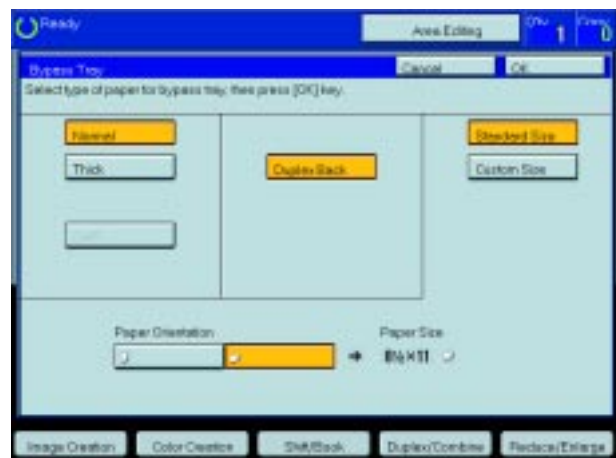 Ready
Area Editing
1
0
Bypass Tray
Cancel
OK
Select type of paper for bypass tray, then press [OK] key.
Normal
Standard Size
Thick
Duplex Back
Custom Size
Paper Orientation
Paper Size
8½×11
Image Creation
Color Creation
Shift/Book
Duplex/Combine
Reduce/Enlarge